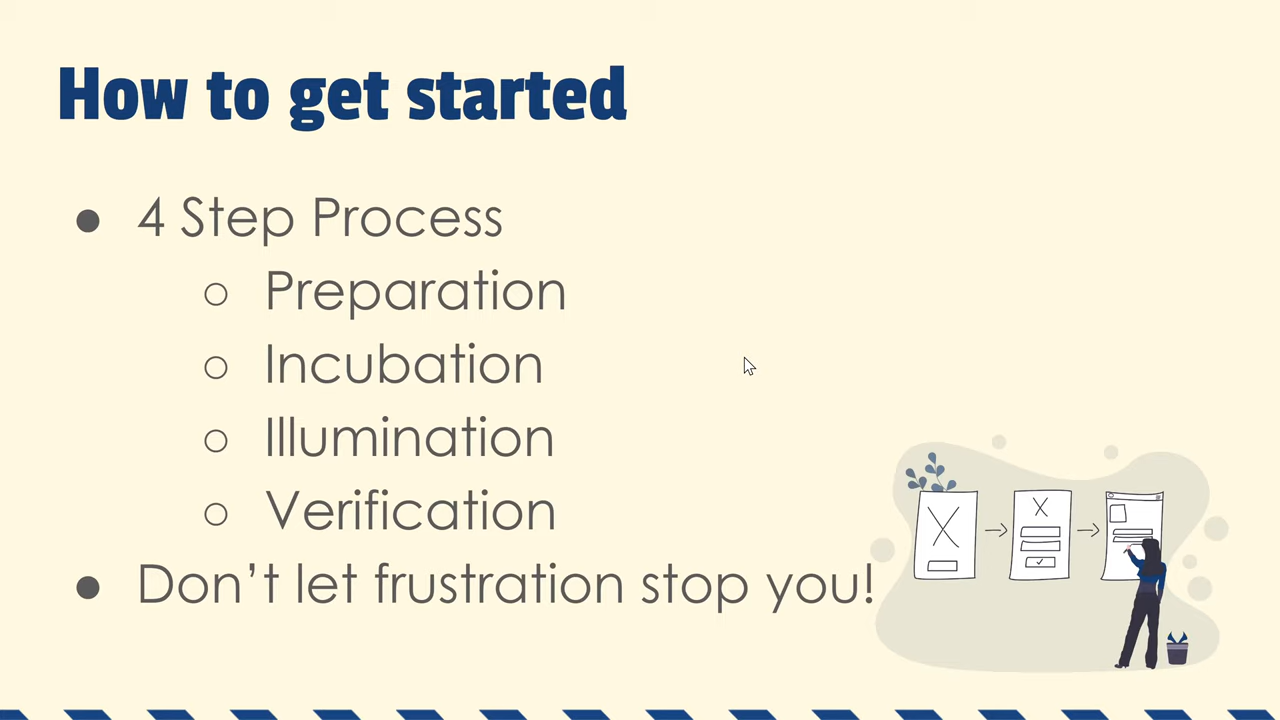 How to get started
● 4 Step Process
○ Preparation
○ Incubation
○ Illumination
○ Verification
● Don’t let frustration stop you!